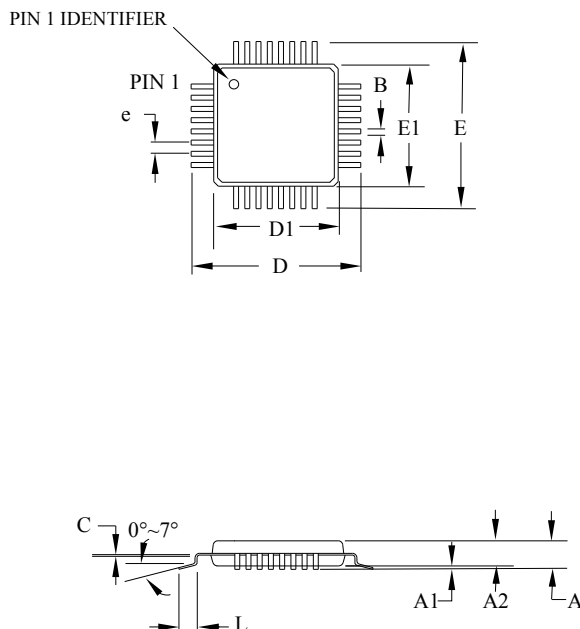 PIN 1 IDENTIFIER
PIN 1
B
e
E1
E
D1
D
C
0°~7°
A1
A2
A
L